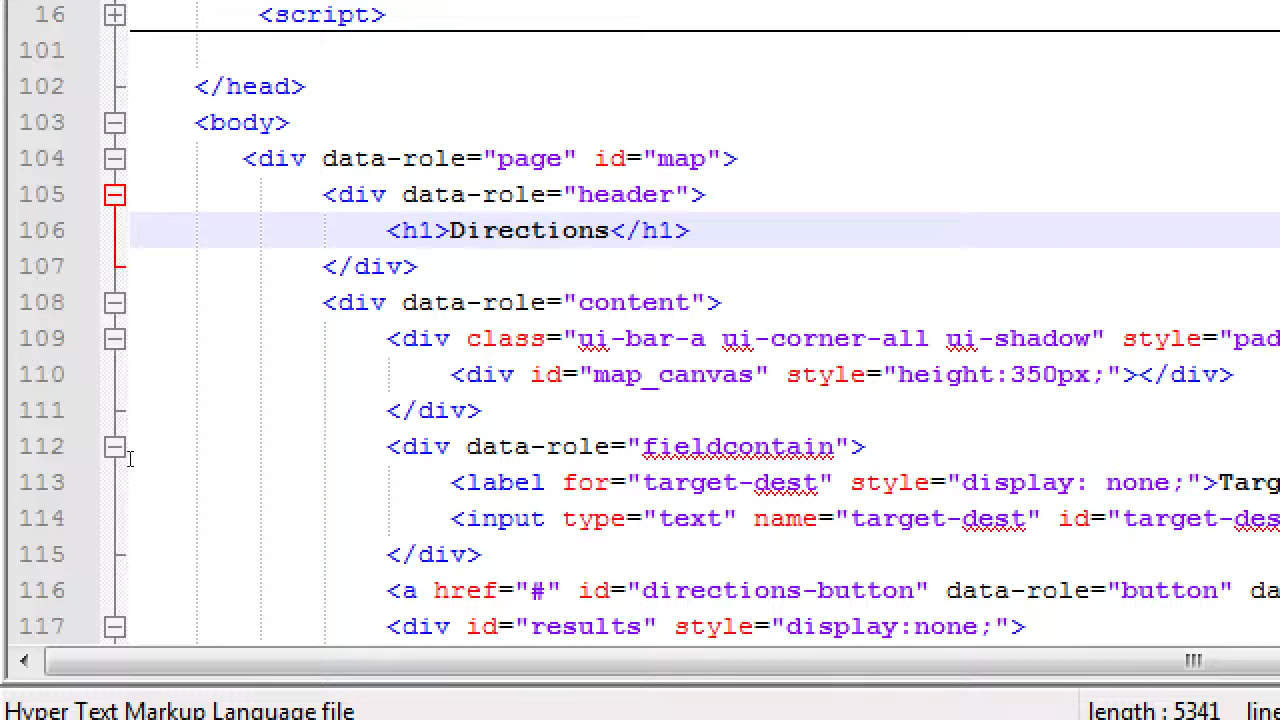 16 <script>
101
102 </head>
103 <body>
104 <div data-role="page" id="map">
105 <div data-role="header">
106 <h1>Directions</h1>
107 </div>
108 <div data-role="content">
109 <div class="ui-bar-a ui-corner-all ui-shadow" style="pad
110 <div id="map_canvas" style="height:350px;"></div>
111 </div>
112 <div data-role="fieldcontain">
113 <label for="target-dest" style="display: none;">Targ
114 <input type="text" name="target-dest" id="target-des
115 </div>
116 <a href="#" id="directions-button" data-role="button" da
117 <div id="results" style="display:none;">
Hyper Text Markup Language file length : 5341 line